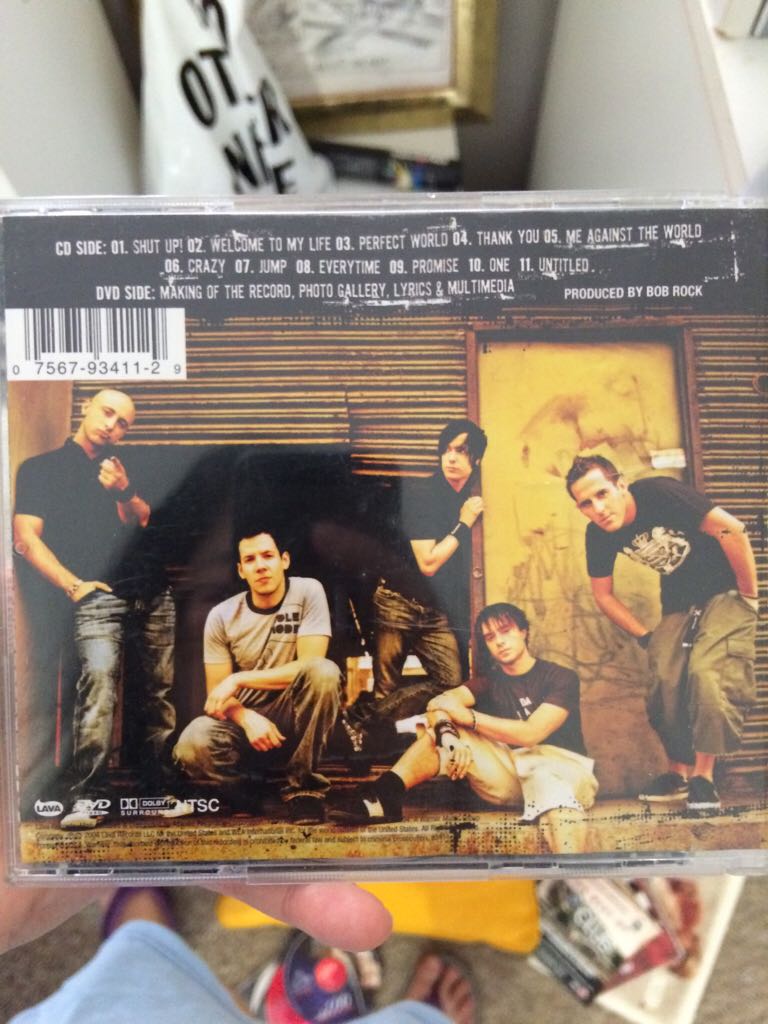 OT
CD SIDE: 01. SHUT UP! 02. WELCOME TO MY LIFE 03. PERFECT WORLD 04. THANK YOU 05. ME AGAINST THE WORLD
06. CRAZY 07. JUMP 08. EVERYTIME 09. PROMISE 10. ONE 11. UNTITLED
DVD SIDE: MAKING OF THE RECORD, PHOTO GALLERY, LYRICS & MULTIMEDIA
PRODUCED BY BOB ROCK
0 7567-93411-2 9
LAVA DVD DOLBY SURROUND NTSC